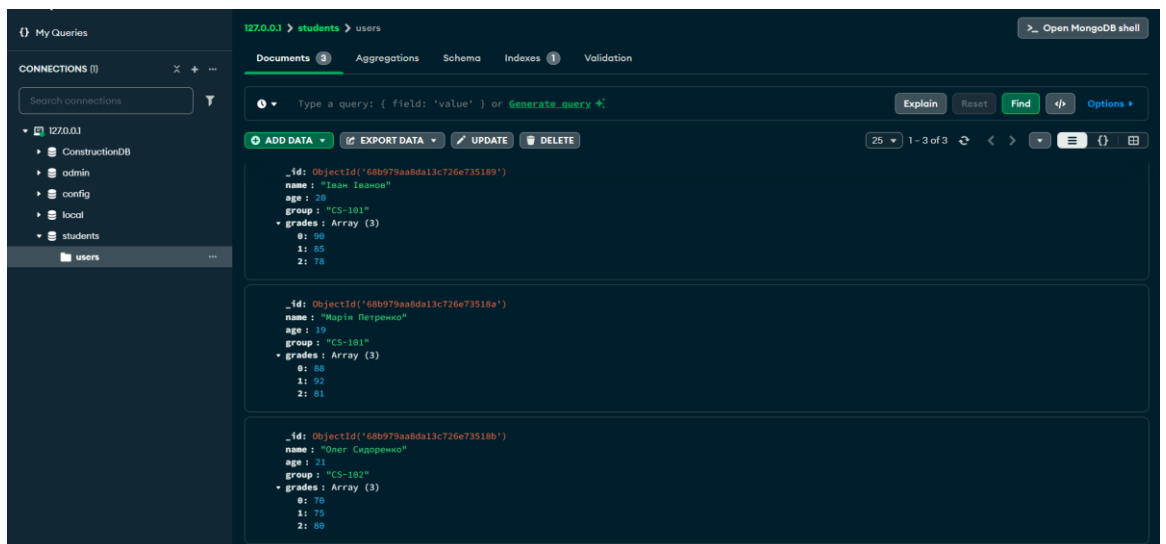 {} My Queries
CONNECTIONS (1)
Search connections
127.0.0.1
ConstructionDB
admin
config
local
students
users
127.0.0.1 > students > users
>_ Open MongoDB shell
Documents 3 Aggregations Schema Indexes 1 Validation
Type a query: { field: 'value' } or Generate query
Explain Reset Find </> Options
ADD DATA EXPORT DATA UPDATE DELETE
25 1–3 of 3 {}
_id: ObjectId('68b979aa8da13c726e735189')
name : "Іван Іванов"
age : 20
group : "CS-101"
grades : Array (3)
0: 90
1: 85
2: 78
_id: ObjectId('68b979aa8da13c726e73518a')
name : "Марія Петренко"
age : 19
group : "CS-101"
grades : Array (3)
0: 88
1: 92
2: 81
_id: ObjectId('68b979aa8da13c726e73518b')
name : "Олег Сидоренко"
age : 21
group : "CS-102"
grades : Array (3)
0: 70
1: 75
2: 80